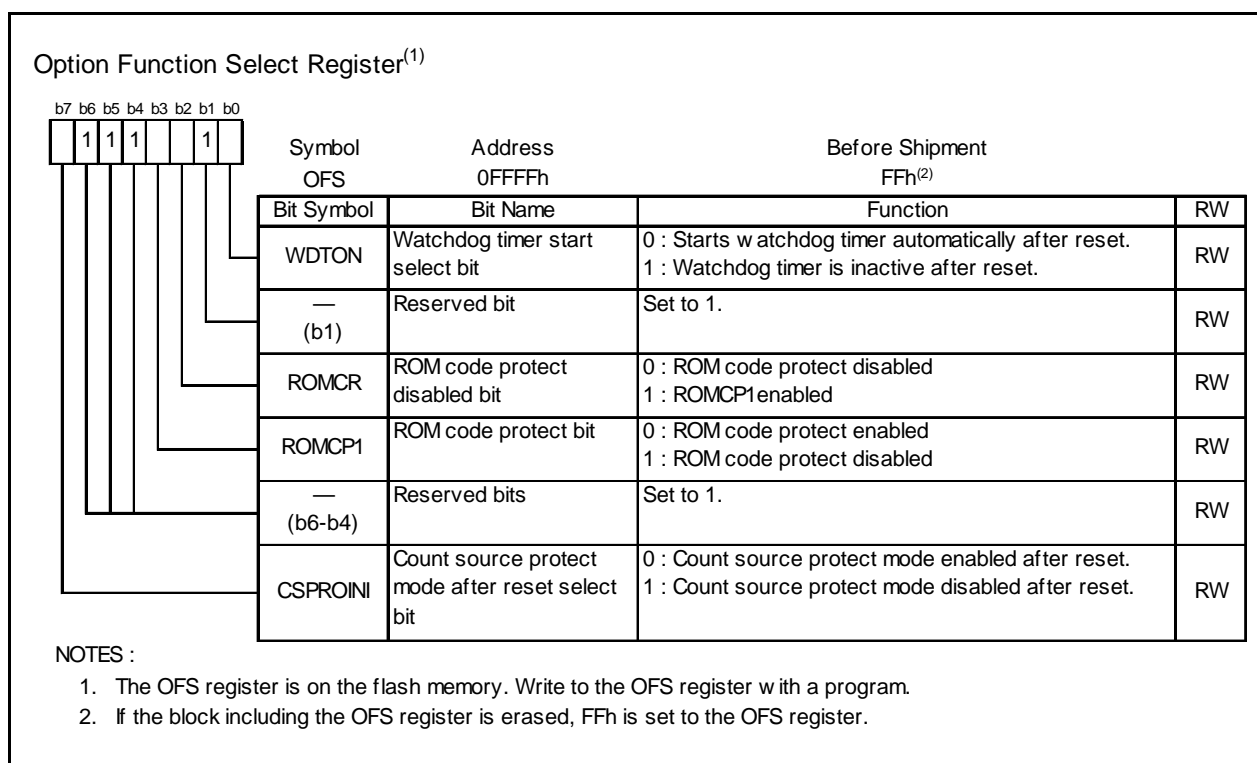 Option Function Select Register(1)
b7 b6 b5 b4 b3 b2 b1 b0
1 1 1 1
Symbol Address Before Shipment
OFS 0FFFFh FFh(2)
Bit Symbol Bit Name Function RW
WDTON Watchdog timer start select bit 0 : Starts watchdog timer automatically after reset. RW
1 : Watchdog timer is inactive after reset.
— (b1) Reserved bit Set to 1. RW
ROMCR ROM code protect disabled bit 0 : ROM code protect disabled RW
1 : ROMCP1 enabled
ROMCP1 ROM code protect bit 0 : ROM code protect enabled RW
1 : ROM code protect disabled
— (b6-b4) Reserved bits Set to 1. RW
CSPROINI Count source protect mode after reset select bit 0 : Count source protect mode enabled after reset. RW
1 : Count source protect mode disabled after reset.
NOTES :
1. The OFS register is on the flash memory. Write to the OFS register with a program.
2. If the block including the OFS register is erased, FFh is set to the OFS register.